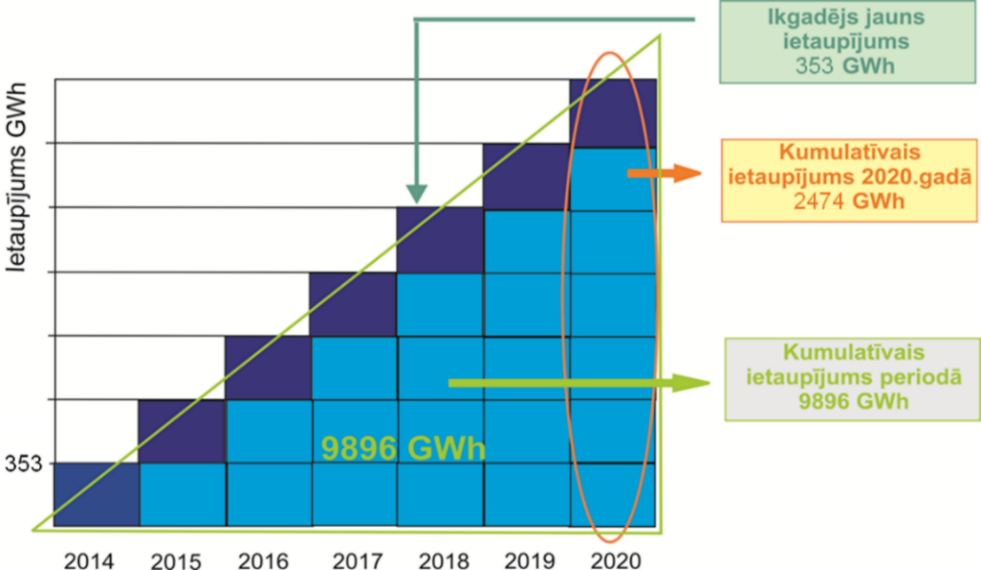 Ikgadējs jauns
ietaupījums
353 GWh
Kumulatīvais
ietaupījums 2020.gadā
2474 GWh
Kumulatīvais
ietaupījums periodā
9896 GWh
Ietaupījums GWh
9896 GWh
353
2014 2015 2016 2017 2018 2019 2020